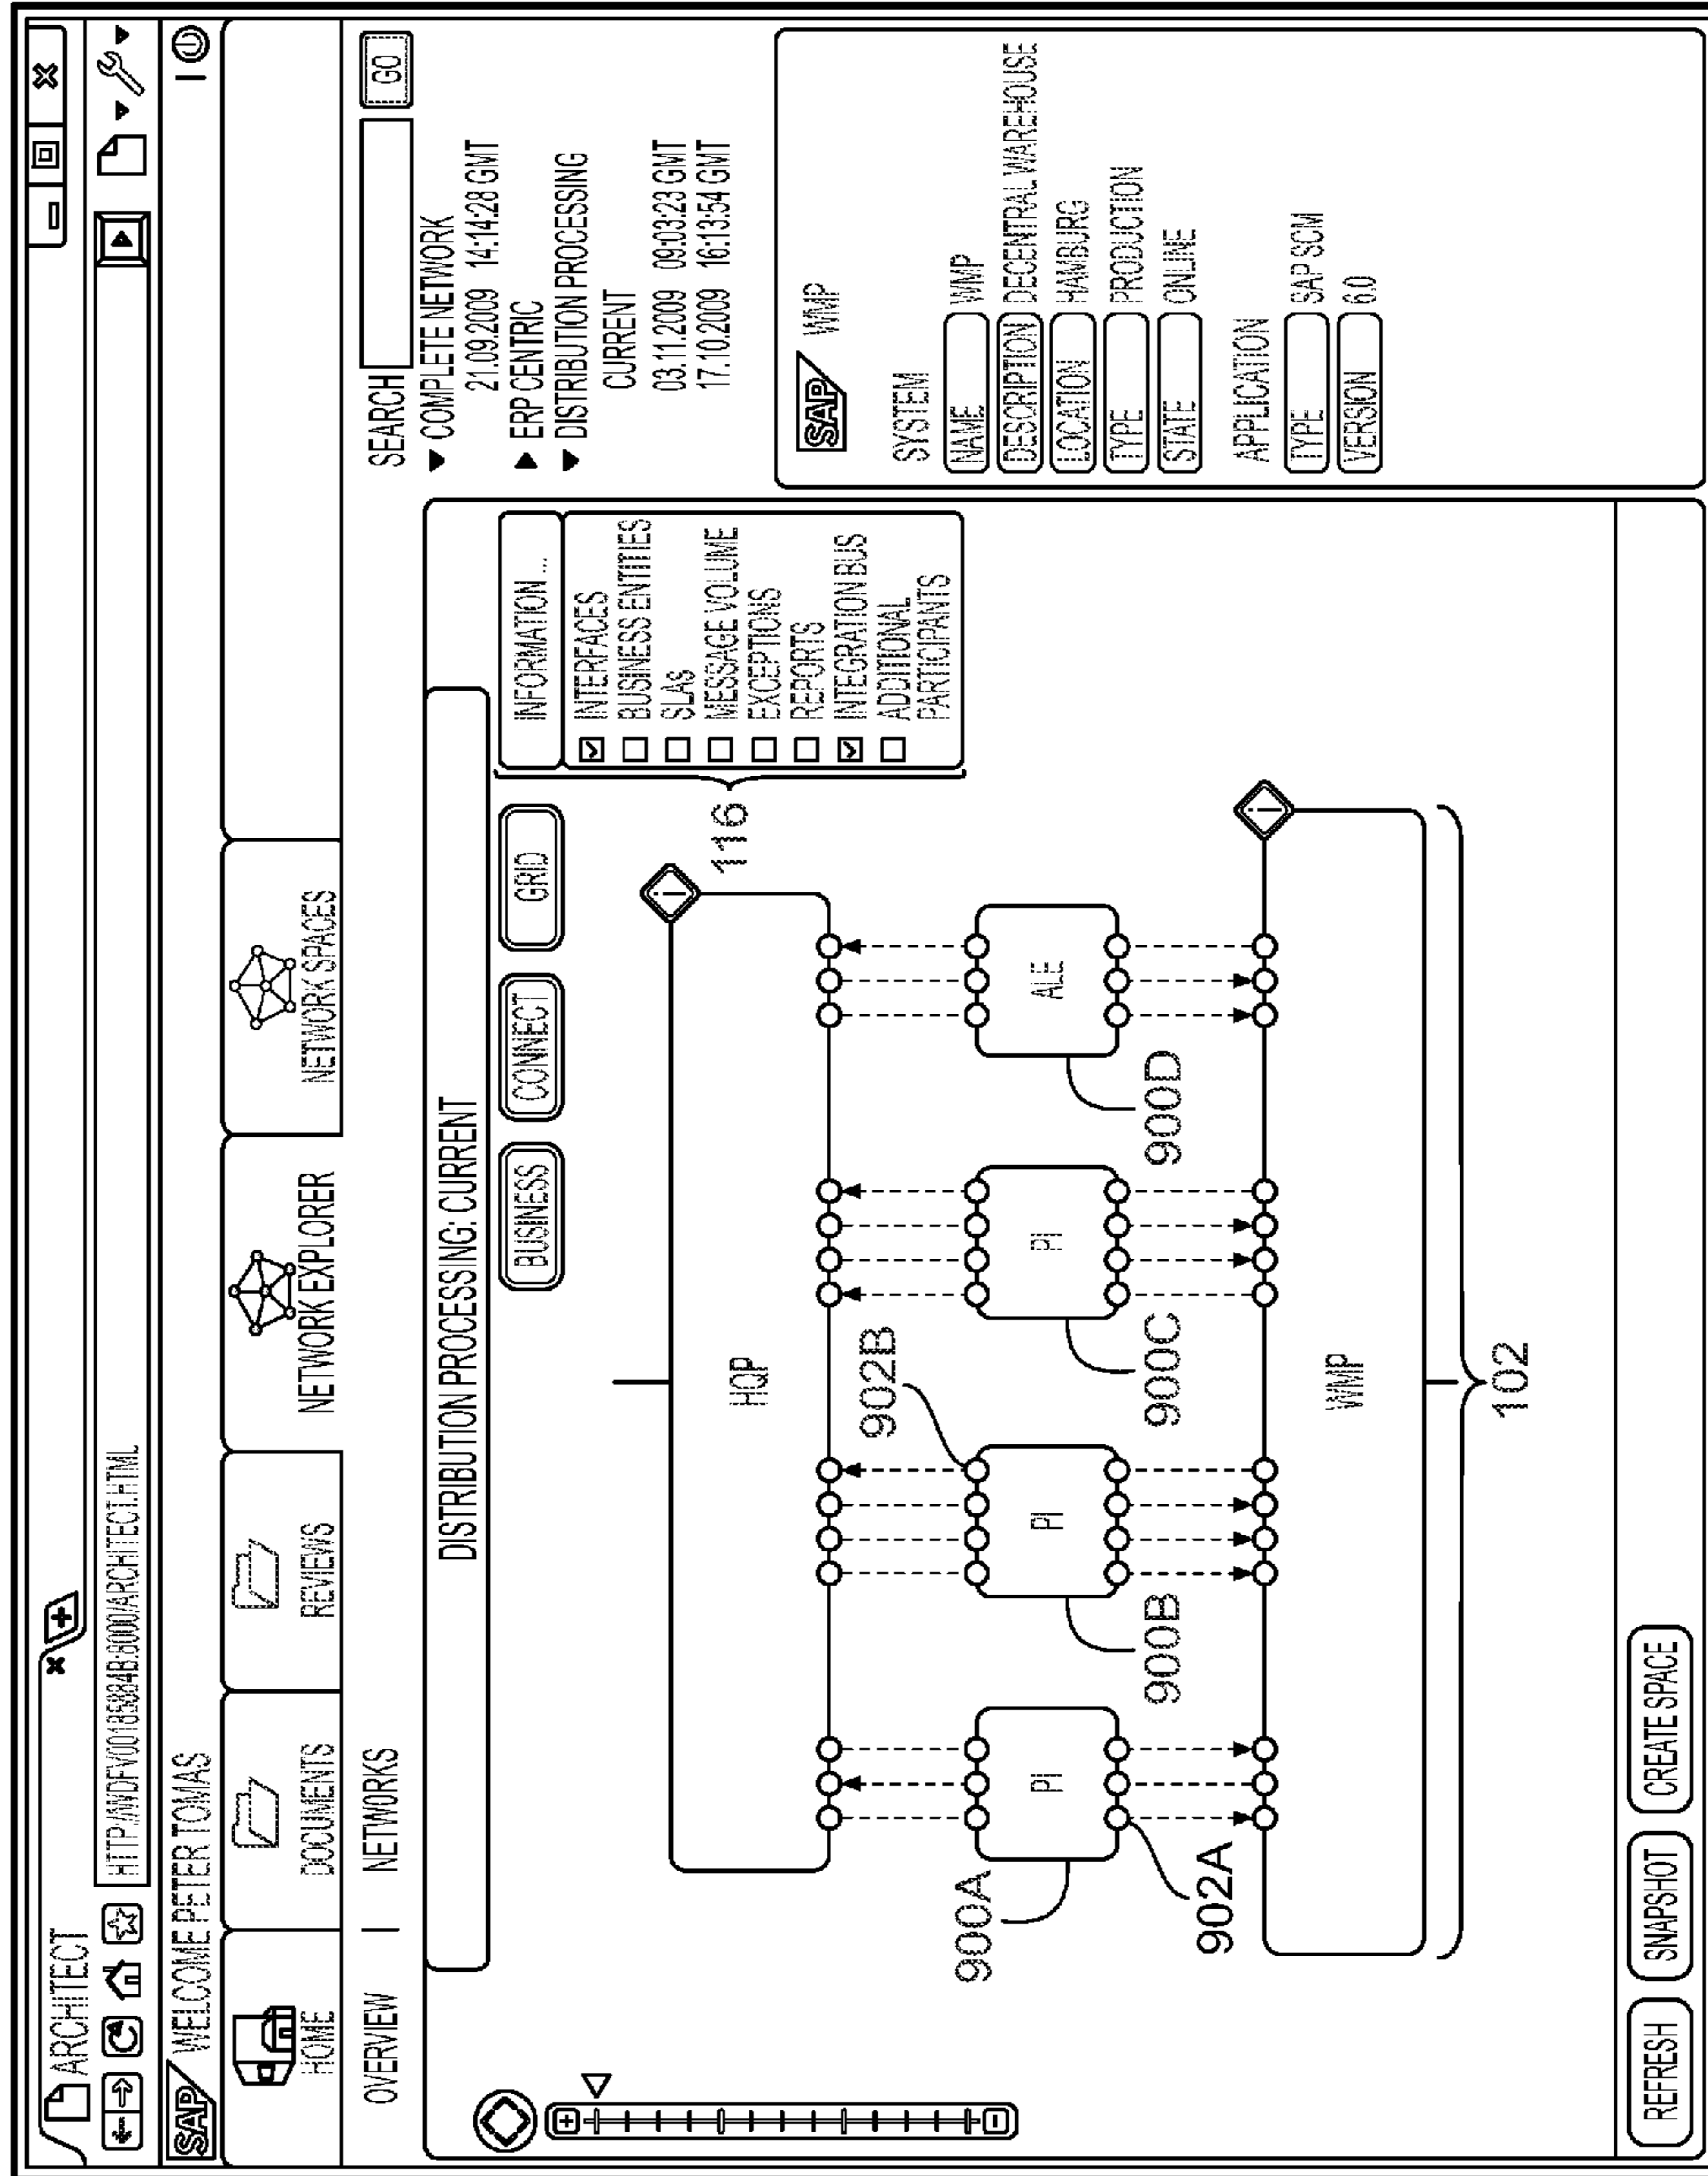 ARCHITECT
HTTP://WDFV00185884B:8000/ARCHITECT.HTML
SAP WELCOME PETER TOMAS
HOME
DOCUMENTS
REVIEWS
NETWORK EXPLORER
NETWORK SPACES
OVERVIEW | NETWORKS
DISTRIBUTION PROCESSING: CURRENT
BUSINESS
CONNECT
GRID
INFORMATION ...
INTERFACES
BUSINESS ENTITIES
SLAS
MESSAGE VOLUME
EXCEPTIONS
REPORTS
INTEGRATION BUS
ADDITIONAL
PARTICIPANTS
116
HQP
902B
PI
PI
PI
ALE
900A
902A
900B
900C
900D
WMP
102
REFRESH
SNAPSHOT
CREATE SPACE
SEARCH
GO
COMPLETE NETWORK
21.09.2009 14:14:28 GMT
ERP CENTRIC
DISTRIBUTION PROCESSING
CURRENT
03.11.2009 09:03:23 GMT
17.10.2009 16:13:54 GMT
SAP WMP
SYSTEM
NAME WMP
DESCRIPTION DECENTRAL WAREHOUSE
LOCATION HAMBURG
TYPE PRODUCTION
STATE ONLINE
APPLICATION
TYPE SAP SCM
VERSION 6.0